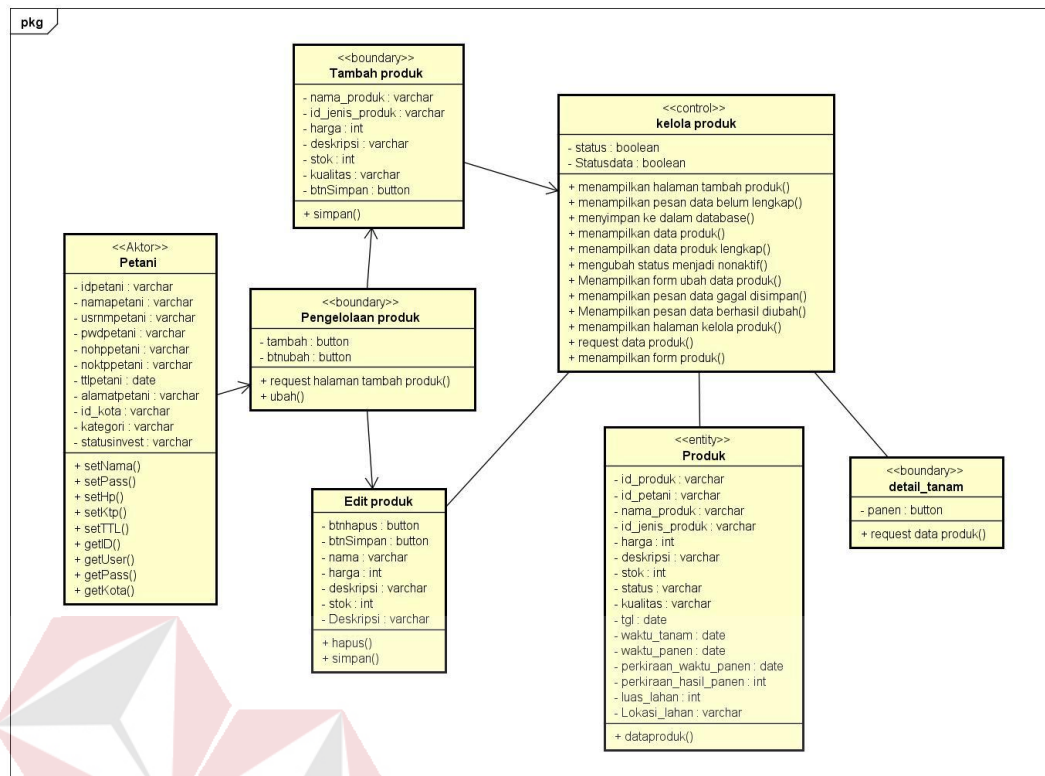 pkg
<<boundary>>
Tambah produk
- nama_produk : varchar
- id_jenis_produk : varchar
- harga : int
- deskripsi : varchar
- stok : int
- kualitas : varchar
- btnSimpan : button
+ simpan()
<<control>>
kelola produk
- status : boolean
- Statusdata : boolean
+ menampilkan halaman tambah produk()
+ menampilkan pesan data belum lengkap()
+ menyimpan ke dalam database()
+ menampilkan data produk()
+ menampilkan data produk lengkap()
+ mengubah status menjadi nonaktif()
+ Menampilkan form ubah data produk()
+ menampilkan pesan data gagal disimpan()
+ Menampilkan pesan data berhasil diubah()
+ menampilkan halaman kelola produk()
+ request data produk()
+ menampilkan form produk()
<<Aktor>>
Petani
- idpetani : varchar
- namapetani : varchar
- usrnmpetani : varchar
- pwdpetani : varchar
- nohppetani : varchar
- noktppetani : varchar
- ttlpetani : date
- alamatpetani : varchar
- id_kota : varchar
- kategori : varchar
- statusinvest : varchar
+ setNama()
+ setPass()
+ setHp()
+ setKtp()
+ setTTL()
+ getID()
+ getUser()
+ getPass()
+ getKota()
<<boundary>>
Pengelolaan produk
- tambah : button
- btnubah : button
+ request halaman tambah produk()
+ ubah()
Edit produk
- btnhapus : button
- btnSimpan : button
- nama : varchar
- harga : int
- deskripsi : varchar
- stok : int
- Deskripsi : varchar
+ hapus()
+ simpan()
<<entity>>
Produk
- id_produk : varchar
- id_petani : varchar
- nama_produk : varchar
- id_jenis_produk : varchar
- harga : int
- deskripsi : varchar
- stok : int
- status : varchar
- kualitas : varchar
- tgl : date
- waktu_tanam : date
- waktu_panen : date
- perkiraan_waktu_panen : date
- perkiraan_hasil_panen : int
- luas_lahan : int
- Lokasi_lahan : varchar
+ dataproduk()
<<boundary>>
detail_tanam
- panen : button
+ request data produk()